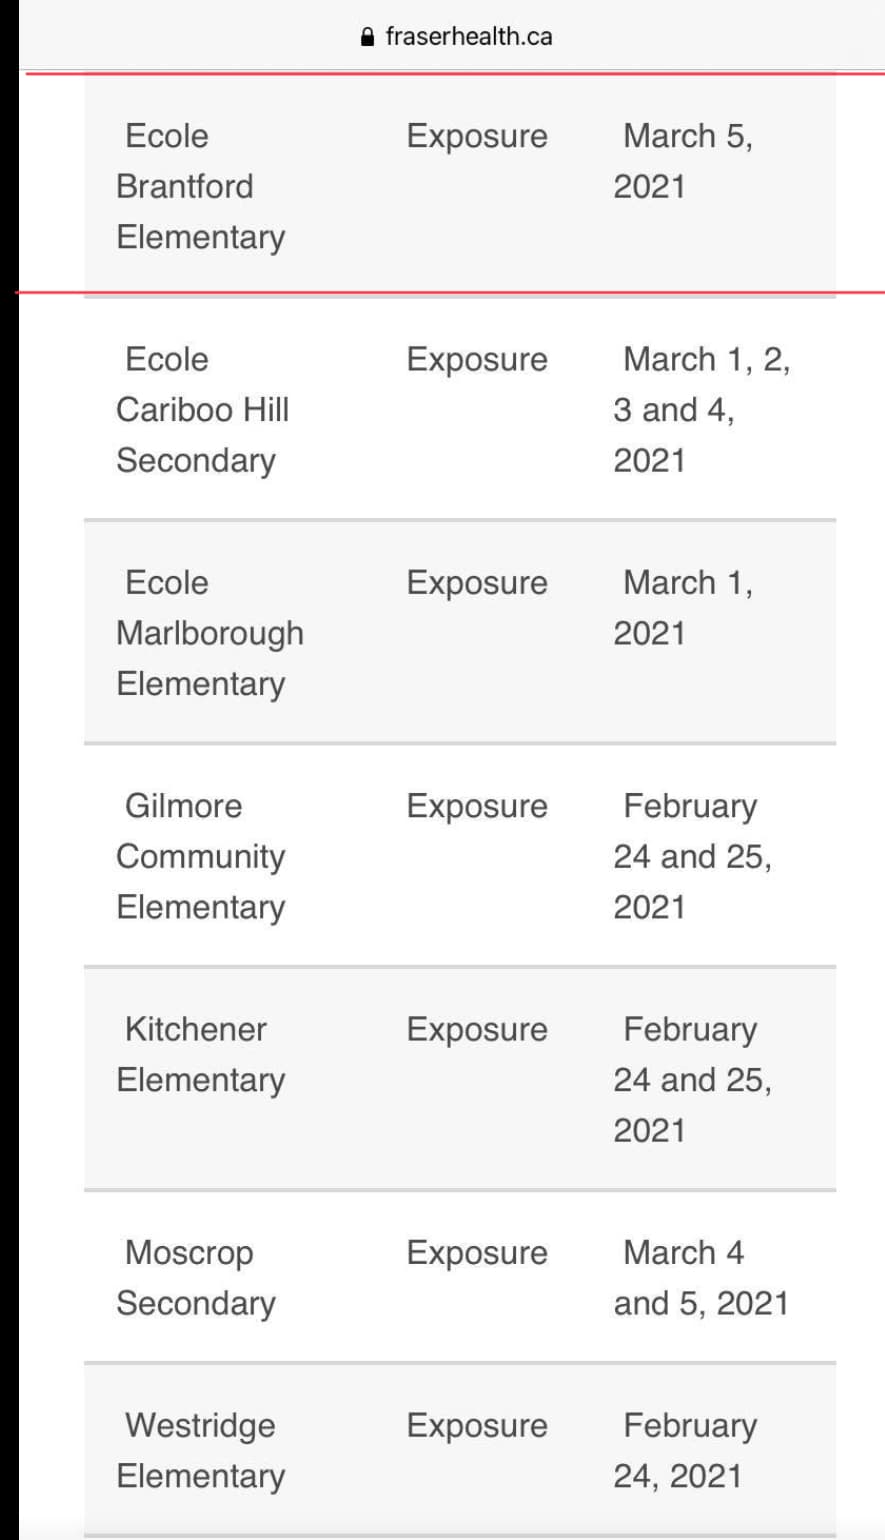 fraserhealth.ca
Ecole Brantford Elementary Exposure March 5, 2021
Ecole Cariboo Hill Secondary Exposure March 1, 2, 3 and 4, 2021
Ecole Marlborough Elementary Exposure March 1, 2021
Gilmore Community Elementary Exposure February 24 and 25, 2021
Kitchener Elementary Exposure February 24 and 25, 2021
Moscrop Secondary Exposure March 4 and 5, 2021
Westridge Elementary Exposure February 24, 2021